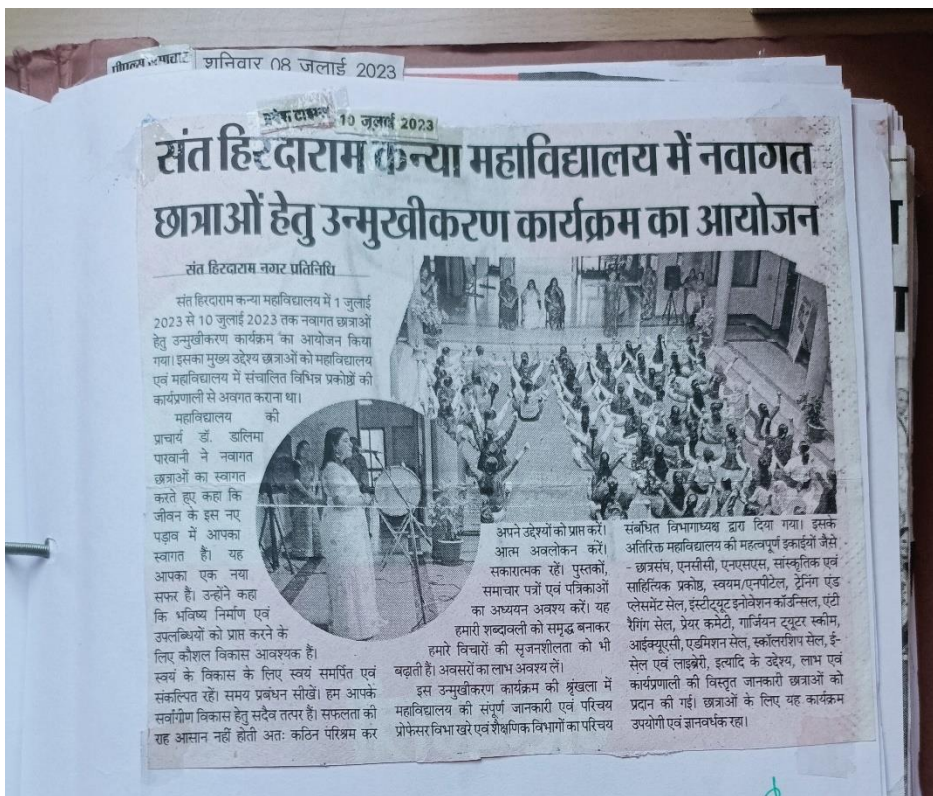 शनिवार 08 जुलाई 2023
10 जुलाई 2023
संत हिरदाराम कन्या महाविद्यालय में नवागत
छात्राओं हेतु उन्मुखीकरण कार्यक्रम का आयोजन
संत हिरदाराम नगर प्रतिनिधि
संत हिरदाराम कन्या महाविद्यालय में 1 जुलाई
2023 से 10 जुलाई 2023 तक नवागत छात्राओं
हेतु उन्मुखीकरण कार्यक्रम का आयोजन किया
गया। इसका मुख्य उद्देश्य छात्राओं को महाविद्यालय
एवं महाविद्यालय में संचालित विभिन्न प्रकोष्ठों की
कार्यप्रणाली से अवगत कराना था।
महाविद्यालय की
प्राचार्य डॉ. डालिमा
पारवानी ने नवागत
छात्राओं का स्वागत
करते हुए कहा कि
जीवन के इस नए
पड़ाव में आपका
स्वागत हैं। यह
आपका एक नया
सफर हैं। उन्होंने कहा
कि भविष्य निर्माण एवं
उपलब्धियों को प्राप्त करने के
लिए कौशल विकास आवश्यक हैं।
स्वयं के विकास के लिए स्वयं समर्पित एवं
संकल्पित रहें। समय प्रबंधन सीखें। हम आपके
सर्वांगीण विकास हेतु सदैव तत्पर हैं। सफलता की
राह आसान नहीं होती अतः कठिन परिश्रम कर
अपने उद्देश्यों को प्राप्त करें।
आत्म अवलोकन करें।
सकारात्मक रहें। पुस्तकों,
समाचार पत्रों एवं पत्रिकाओं
का अध्ययन अवश्य करें। यह
हमारी शब्दावली को समृद्ध बनाकर
हमारे विचारों की सृजनशीलता को भी
बढ़ाती हैं। अवसरों का लाभ अवश्य लें।
इस उन्मुखीकरण कार्यक्रम की श्रृंखला में
महाविद्यालय की संपूर्ण जानकारी एवं परिचय
प्रोफेसर विभा खरे एवं शैक्षणिक विभागों का परिचय
संबंधित विभागाध्यक्ष द्वारा दिया गया। इसके
अतिरिक्त महाविद्यालय की महत्वपूर्ण इकाईयों जैसे
- छात्रसंघ, एनसीसी, एनएसएस, सांस्कृतिक एवं
साहित्यिक प्रकोष्ठ, स्वयम/एनपीटेल, ट्रेनिंग एंड
प्लेसमेंट सेल, इंस्टीट्यूट इनोवेशन काँउन्सिल, एंटी
रैगिंग सेल, प्रेयर कमेटी, गार्जियन ट्यूटर स्कीम,
आईक्यूएसी, एडमिशन सेल, स्कॉलरशिप सेल, ई-
सेल एवं लाइब्रेरी, इत्यादि के उद्देश्य, लाभ एवं
कार्यप्रणाली की विस्तृत जानकारी छात्राओं को
प्रदान की गई। छात्राओं के लिए यह कार्यक्रम
उपयोगी एवं ज्ञानवर्धक रहा।